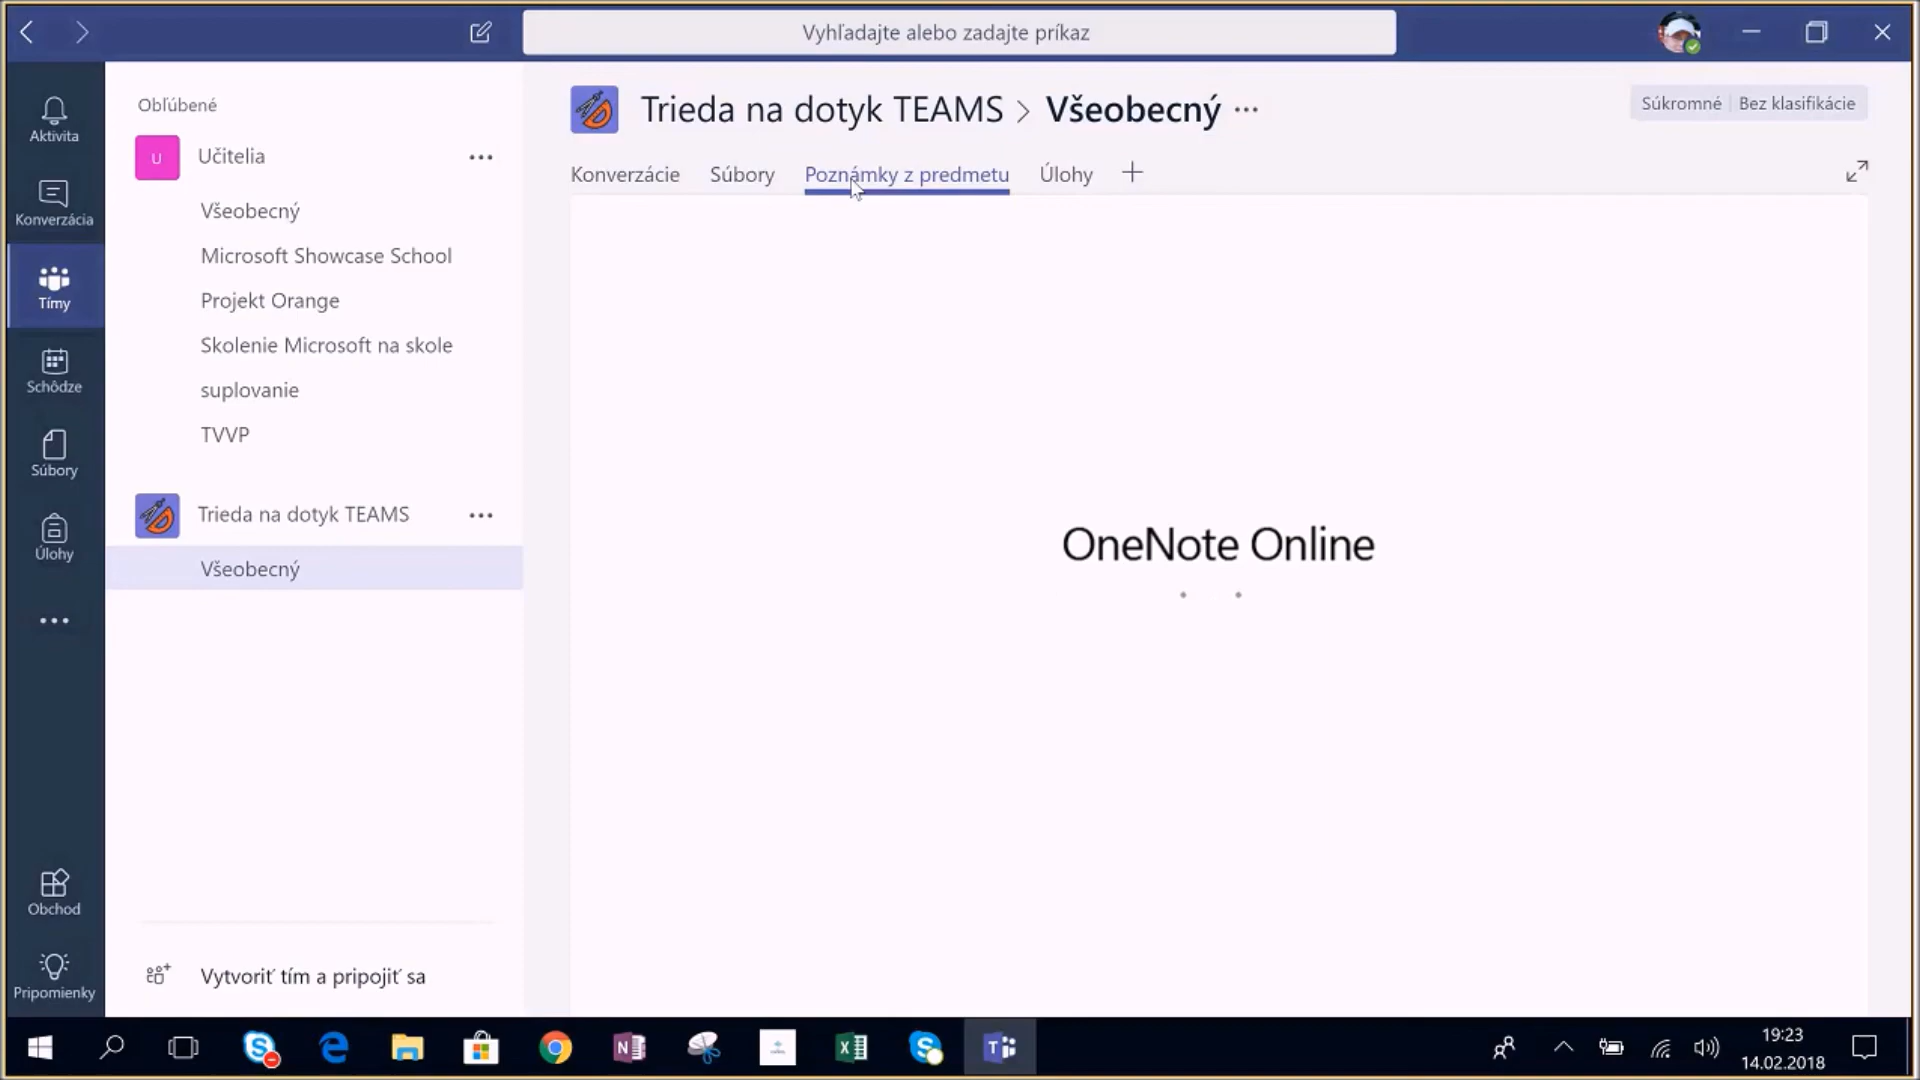 Vyhľadajte alebo zadajte príkaz
Aktivita
Konverzácia
Tímy
Schôdze
Súbory
Úlohy
Obchod
Pripomienky
Obľúbené
U
Učitelia
Všeobecný
Microsoft Showcase School
Projekt Orange
Skolenie Microsoft na skole
suplovanie
TVVP
Trieda na dotyk TEAMS
Všeobecný
Vytvoriť tím a pripojiť sa
Trieda na dotyk TEAMS > Všeobecný
Súkromné Bez klasifikácie
Konverzácie Súbory Poznámky z predmetu Úlohy
OneNote Online
19:23
14.02.2018